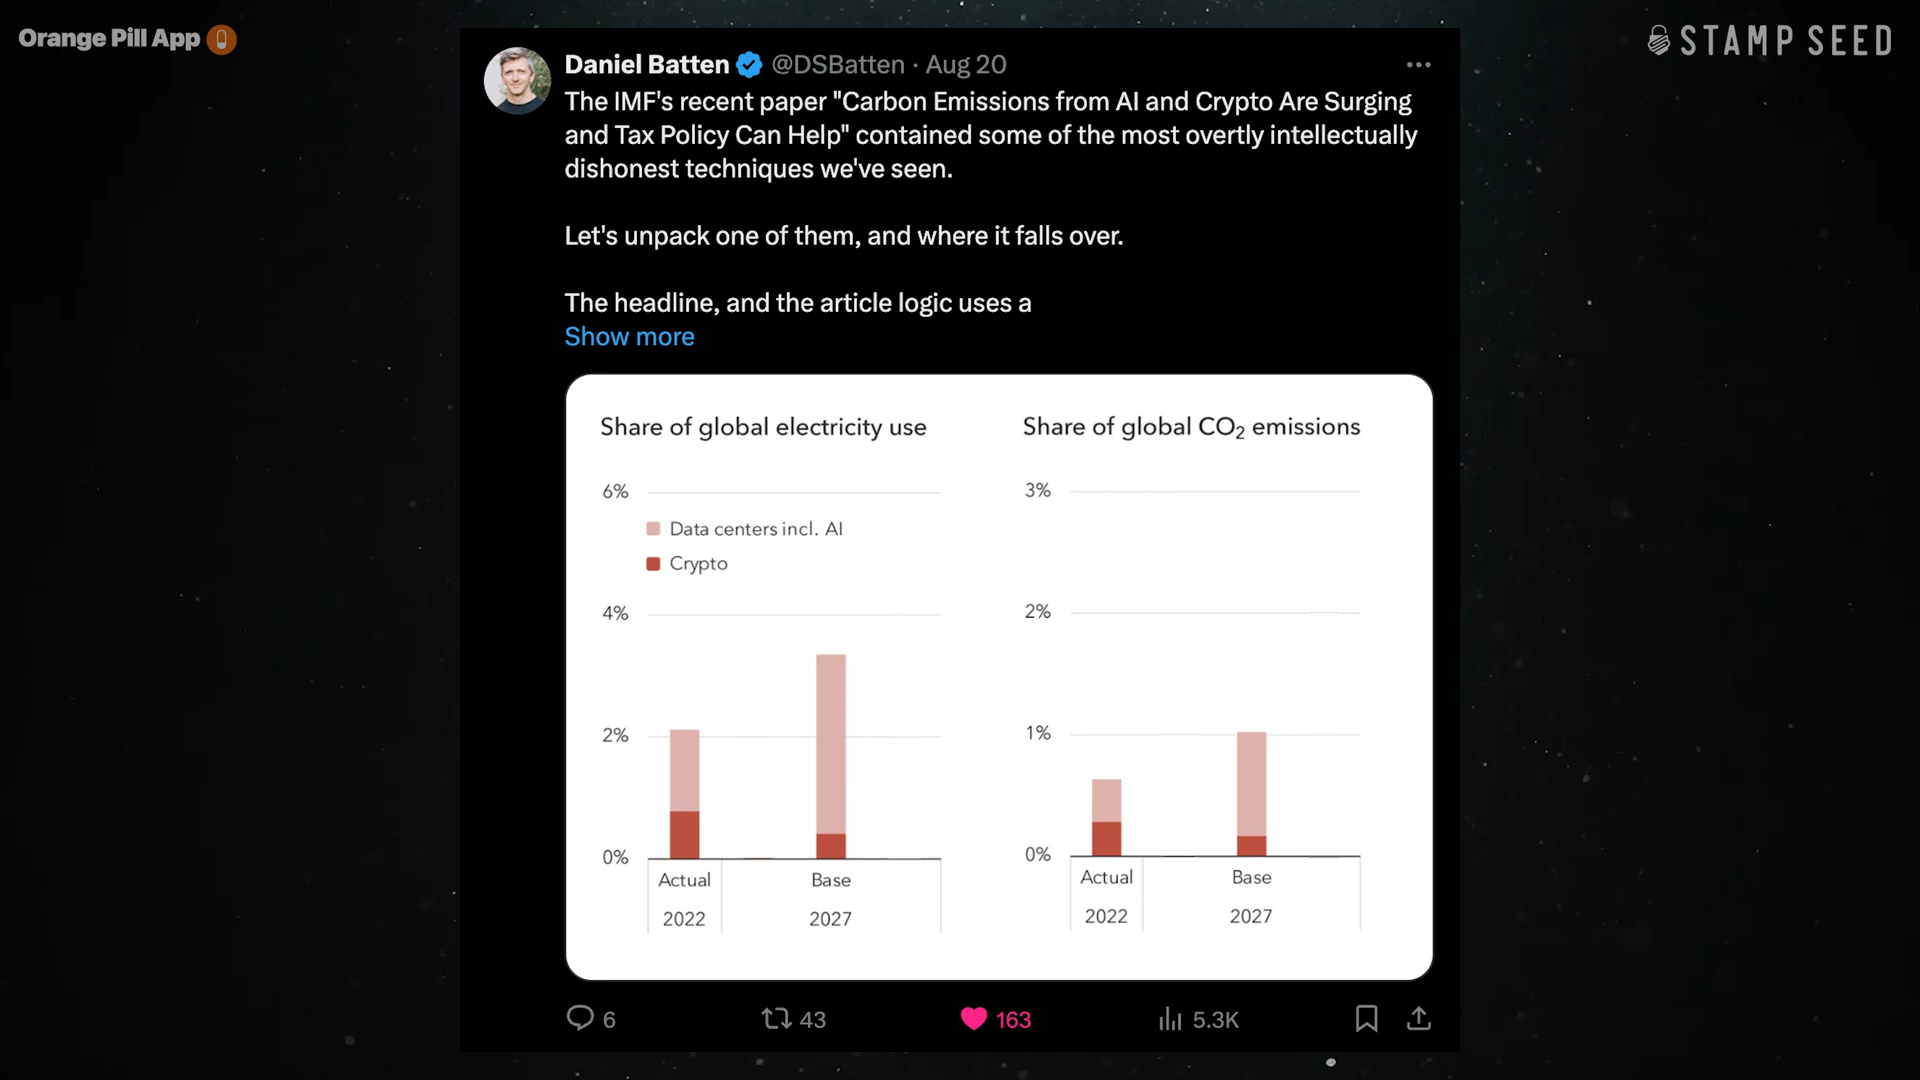 Orange Pill App
STAMP SEED
Daniel Batten @DSBatten · Aug 20
The IMF's recent paper "Carbon Emissions from AI and Crypto Are Surging
and Tax Policy Can Help" contained some of the most overtly intellectually
dishonest techniques we've seen.
Let's unpack one of them, and where it falls over.
The headline, and the article logic uses a
Show more
Share of global electricity use
6%
Data centers incl. AI
Crypto
4%
2%
0%
Actual
Base
2022
2027
Share of global CO₂ emissions
3%
2%
1%
0%
Actual
Base
2022
2027
6
43
163
5.3K